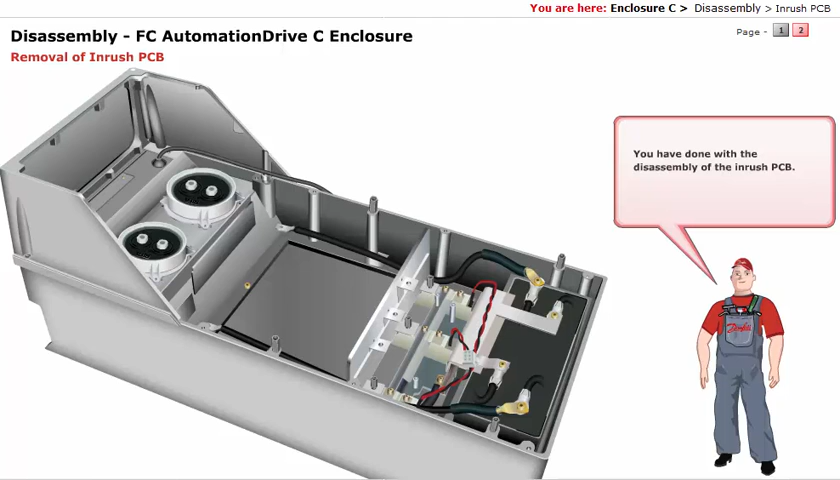 You are here: Enclosure C > Disassembly > Inrush PCB
Disassembly - FC AutomationDrive C Enclosure
Page - 1 2
Removal of Inrush PCB
You have done with the
disassembly of the inrush PCB.
Danfoss